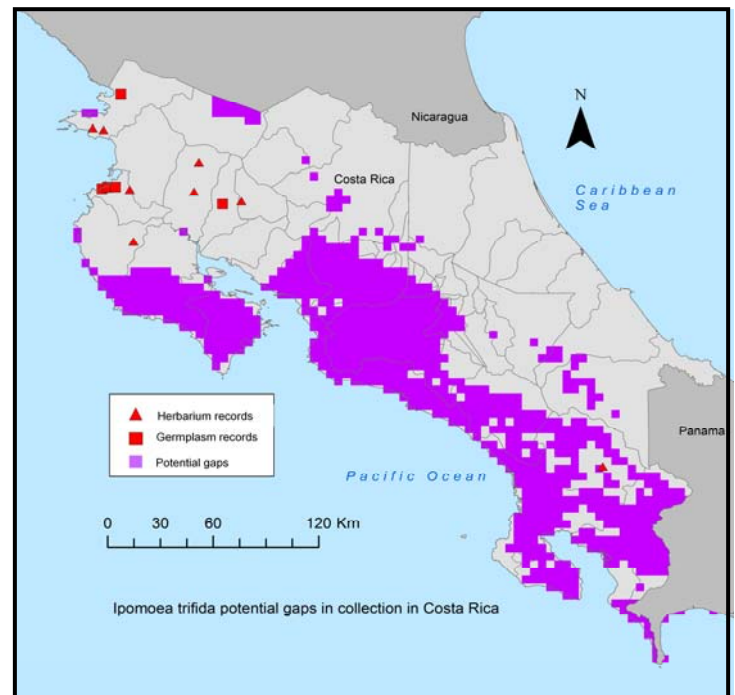 N
Nicaragua
Costa Rica
Caribbean
Sea
Herbarium records
Germplasm records
Potential gaps
Panama
Pacific Ocean
0 30 60 120 Km
Ipomoea trifida potential gaps in collection in Costa Rica